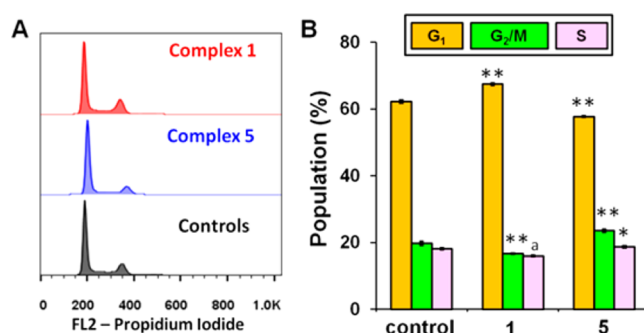 A
Complex 1
Complex 5
Controls
0 200 400 600 800 1.0K
FL2 – Propidium Iodide
B
G₁ G₂/M S
Population (%)
80
60
40
20
0
** ** a
** ** *
control 1 5